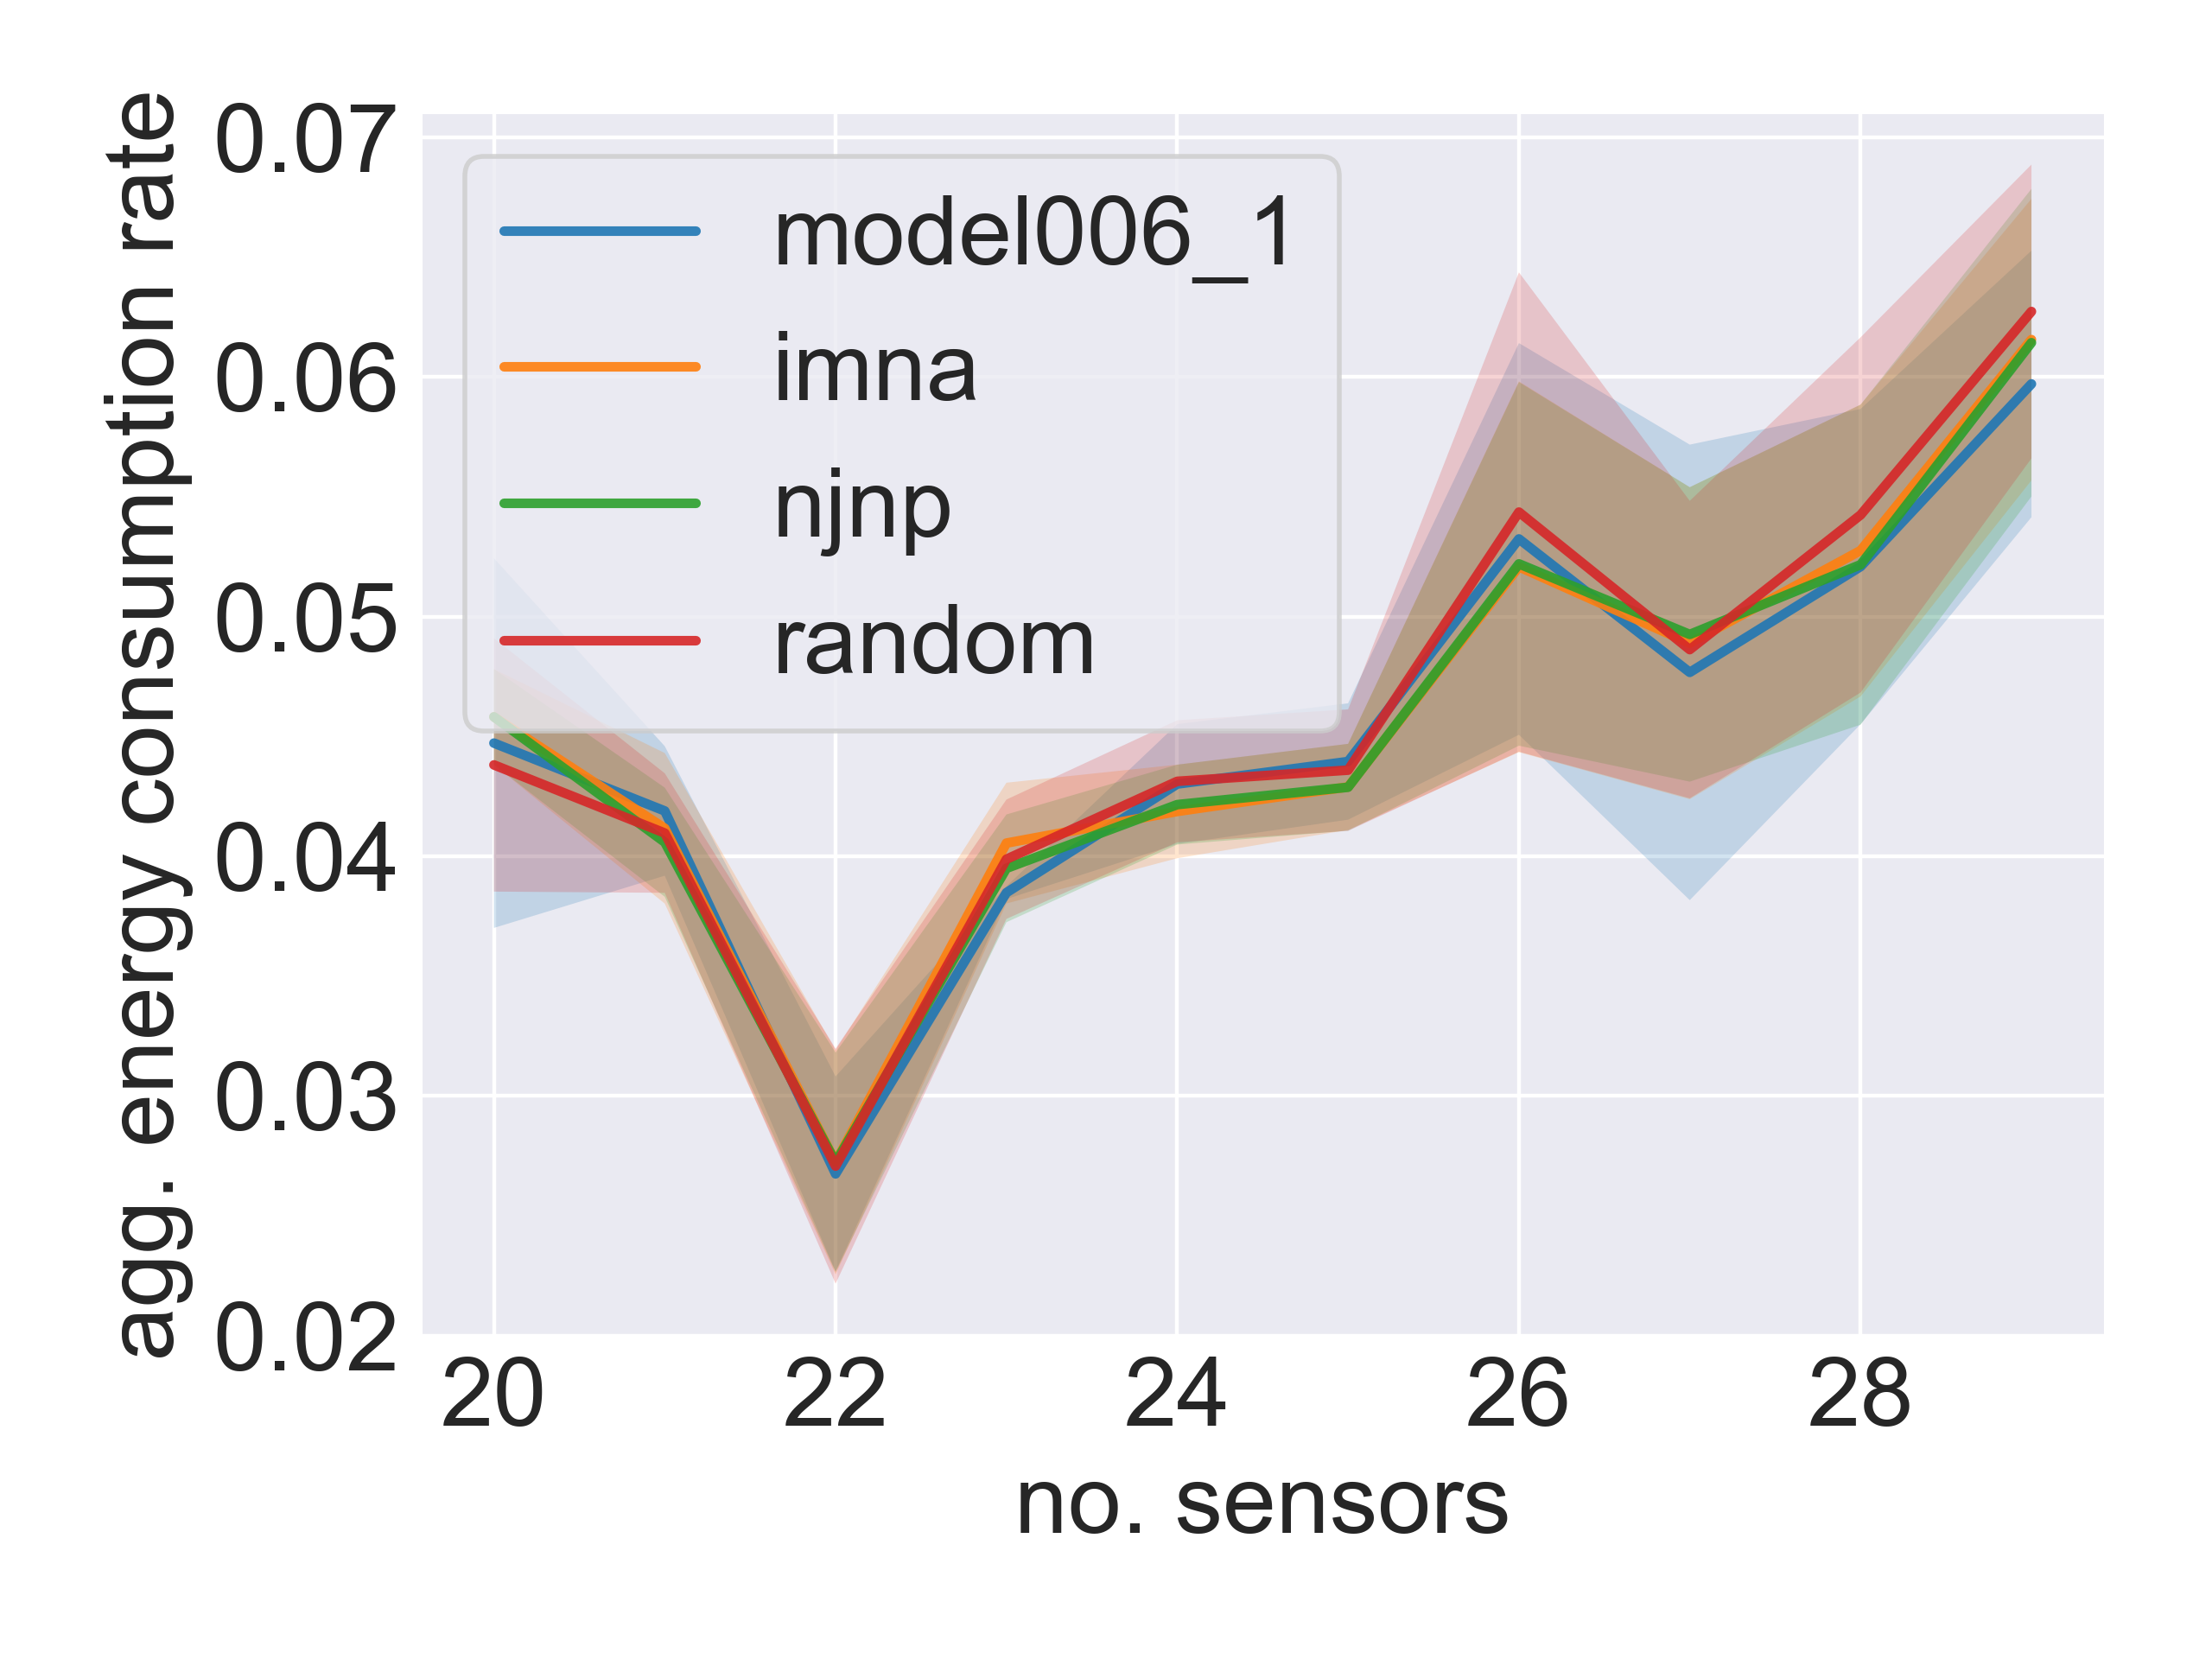 agg. energy consumption rate
0.07
0.06
0.05
0.04
0.03
0.02
model006_1
imna
njnp
random
20 22 24 26 28
no. sensors